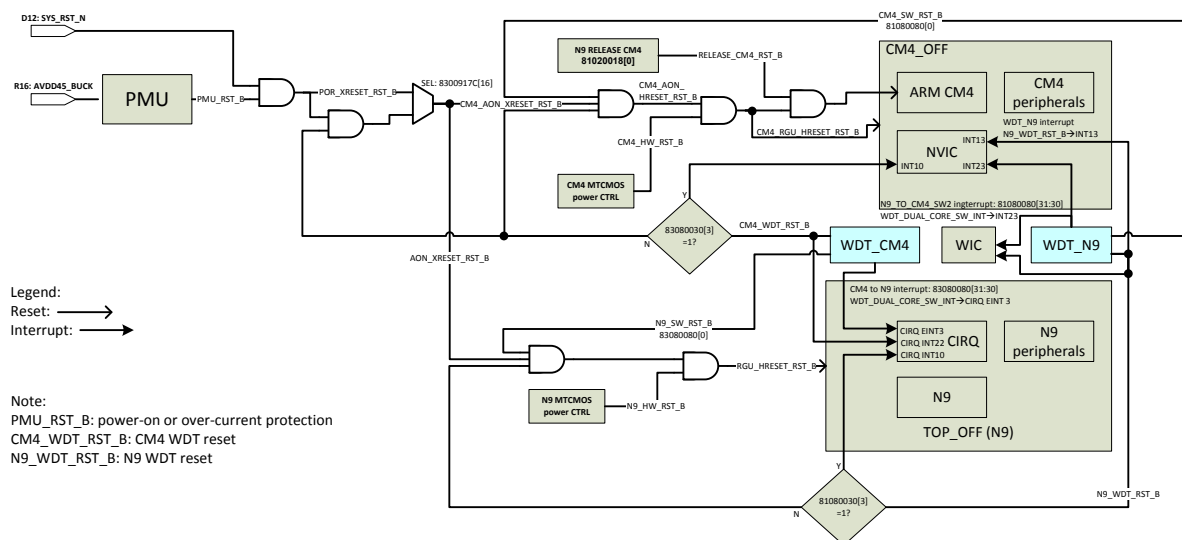 D12: SYS_RST_N
R16: AVDD45_BUCK
PMU
PMU_RST_B
POR_XRESET_RST_B
SEL: 8300917C[16]
CM4_AON_XRESET_RST_B
AON_XRESET_RST_B
CM4_SW_RST_B
81080080[0]
N9 RELEASE CM4
81020018[0]
RELEASE_CM4_RST_B
CM4_AON_
HRESET_RST_B
CM4_HW_RST_B
CM4_RGU_HRESET_RST_B
CM4 MTCMOS
power CTRL
CM4_OFF
ARM CM4
CM4
peripherals
WDT_N9 interrupt
N9_WDT_RST_B→INT13
NVIC
INT13
INT10
INT23
N9_TO_CM4_SW2 ingterrupt: 81080080[31:30]
WDT_DUAL_CORE_SW_INT→INT23
Y
83080030[3]
=1?
N
CM4_WDT_RST_B
WDT_CM4
WIC
WDT_N9
CM4 to N9 interrupt: 83080080[31:30]
WDT_DUAL_CORE_SW_INT→CIRQ EINT 3
CIRQ EINT3
CIRQ INT22
CIRQ INT10
CIRQ
N9
peripherals
N9
TOP_OFF (N9)
N9_SW_RST_B
83080080[0]
RGU_HRESET_RST_B
N9 MTCMOS
power CTRL
N9_HW_RST_B
Y
81080030[3]
=1?
N
N9_WDT_RST_B
Legend:
Reset:
Interrupt:
Note:
PMU_RST_B: power-on or over-current protection
CM4_WDT_RST_B: CM4 WDT reset
N9_WDT_RST_B: N9 WDT reset